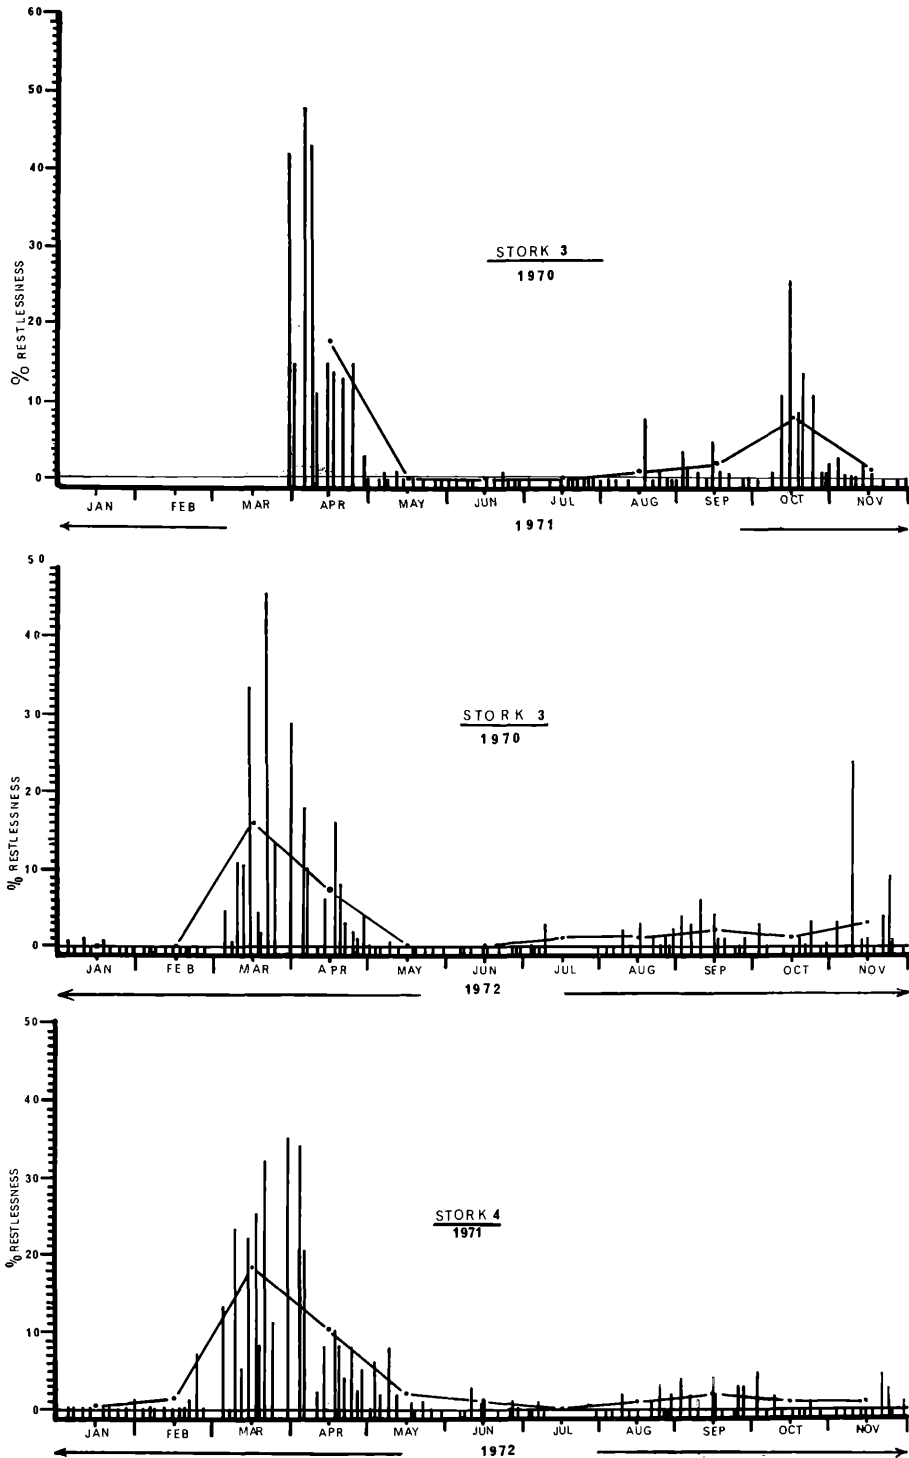 60
50
40
30
20
10
0
% RESTLESSNESS
STORK 3
1970
JAN FEB MAR APR MAY JUN JUL AUG SEP OCT NOV
1971
50
40
30
20
10
0
% RESTLESSNESS
STORK 3
1970
JAN FEB MAR APR MAY JUN JUL AUG SEP OCT NOV
1972
50
40
30
20
10
0
% RESTLESSNESS
STORK 4
1971
JAN FEB MAR APR MAY JUN JUL AUG SEP OCT NOV
1972